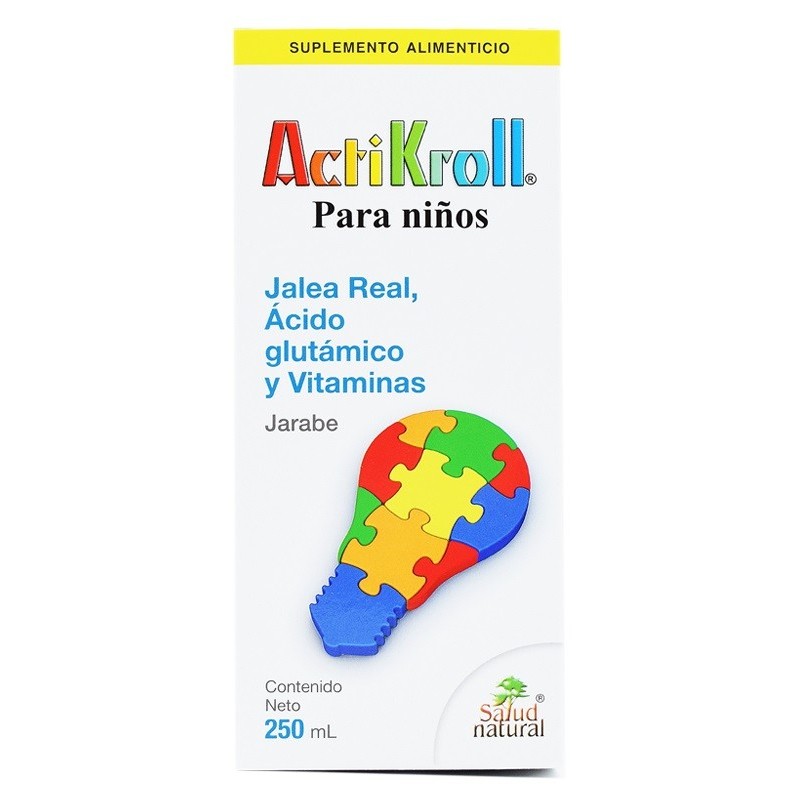 SUPLEMENTO ALIMENTICIO
ActiKroll®
Para niños
Jalea Real,
Ácido
glutámico
y Vitaminas
Jarabe
Contenido
Neto
250 mL
Salud®
natural